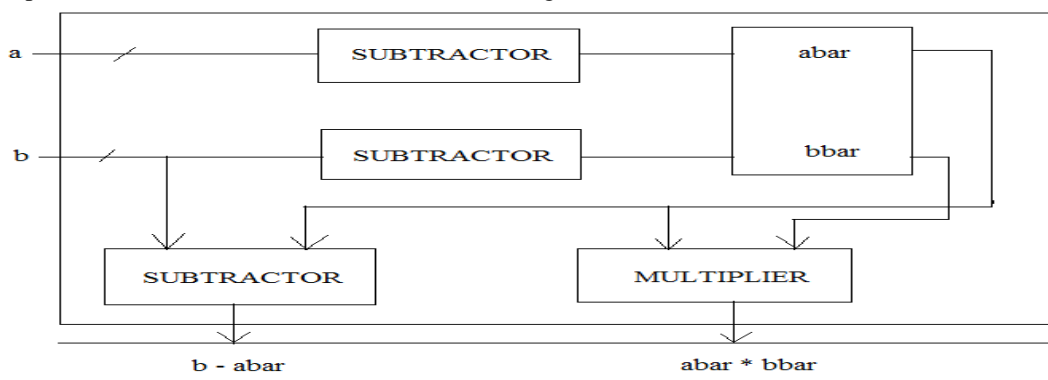 a
SUBTRACTOR
abar
b
SUBTRACTOR
bbar
SUBTRACTOR
MULTIPLIER
b - abar
abar * bbar